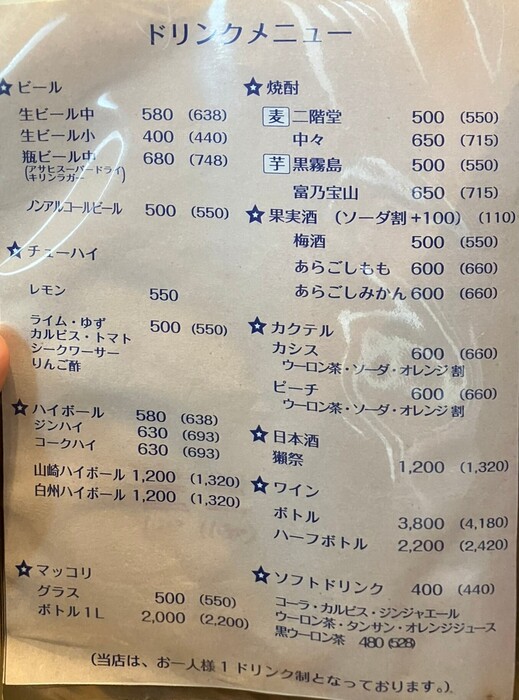 ドリンクメニュー
☆ビール
生ビール中 580 (638)
生ビール小 400 (440)
瓶ビール中 680 (748)
(アサヒスーパードライ
キリンラガー)
ノンアルコールビール 500 (550)
☆チューハイ
レモン 550
ライム・ゆず 500 (550)
カルピス・トマト
シークワーサー
りんご酢
☆ハイボール 580 (638)
ジンハイ 630 (693)
コークハイ 630 (693)
山崎ハイボール 1,200 (1,320)
白州ハイボール 1,200 (1,320)
☆マッコリ
グラス 500 (550)
ボトル1L 2,000 (2,200)
☆焼酎
麦 二階堂 500 (550)
中々 650 (715)
芋 黒霧島 500 (550)
富乃宝山 650 (715)
☆果実酒 (ソーダ割+100) (110)
梅酒 500 (550)
あらごしもも 600 (660)
あらごしみかん 600 (660)
☆カクテル
カシス 600 (660)
ウーロン茶・ソーダ・オレンジ割
ピーチ 600 (660)
ウーロン茶・ソーダ・オレンジ割
☆日本酒
獺祭 1,200 (1,320)
☆ワイン
ボトル 3,800 (4,180)
ハーフボトル 2,200 (2,420)
☆ソフトドリンク 400 (440)
コーラ・カルピス・ジンジャエール
ウーロン茶・タンサン・オレンジジュース
黒ウーロン茶 480 (528)
(当店は、お一人様1ドリンク制となっております。)